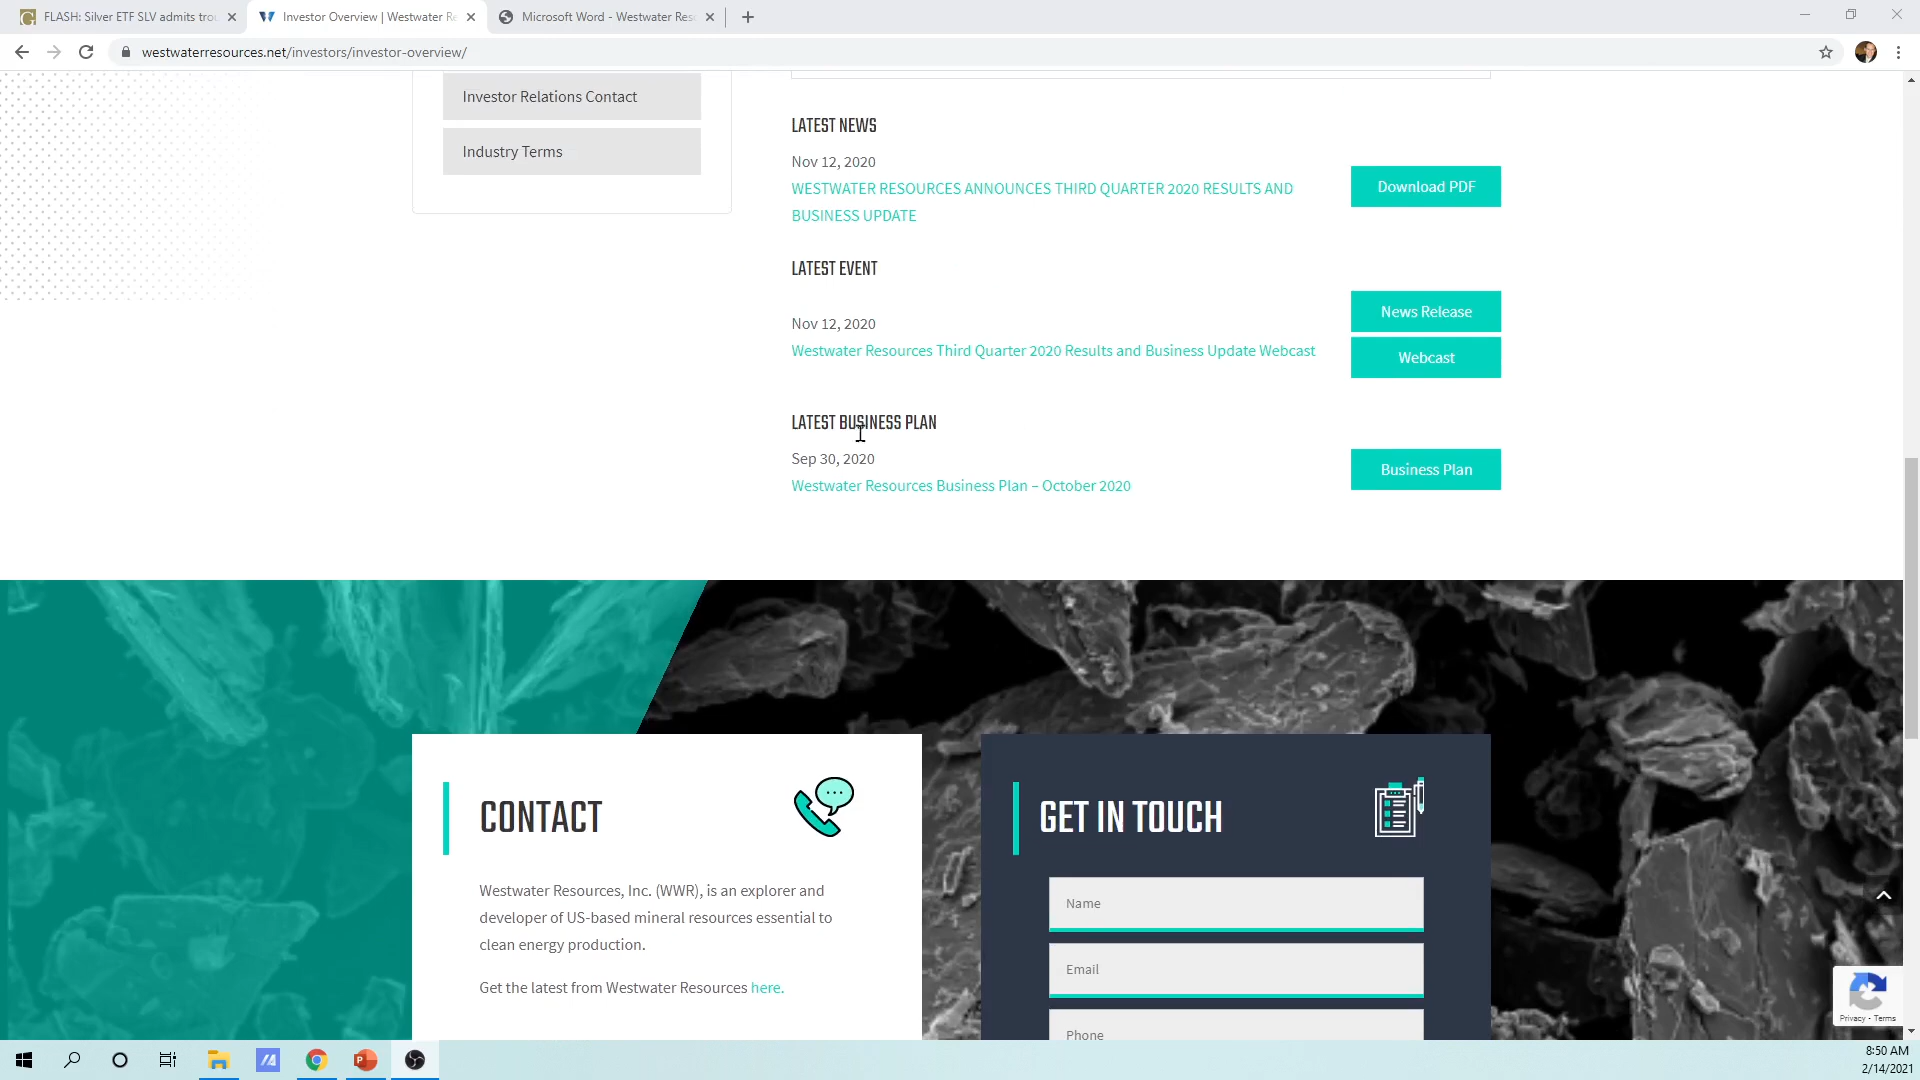 FLASH: Silver ETF SLV admits tro
Investor Overview | Westwater Re
Microsoft Word - Westwater Reso
westwaterresources.net/investors/investor-overview/
Investor Relations Contact
Industry Terms
LATEST NEWS
Nov 12, 2020
WESTWATER RESOURCES ANNOUNCES THIRD QUARTER 2020 RESULTS AND
BUSINESS UPDATE
Download PDF
LATEST EVENT
Nov 12, 2020
Westwater Resources Third Quarter 2020 Results and Business Update Webcast
News Release
Webcast
LATEST BUSINESS PLAN
Sep 30, 2020
Westwater Resources Business Plan – October 2020
Business Plan
CONTACT
Westwater Resources, Inc. (WWR), is an explorer and
developer of US-based mineral resources essential to
clean energy production.
Get the latest from Westwater Resources here.
GET IN TOUCH
Name
Email
Phone
Privacy - Terms
8:50 AM
2/14/2021